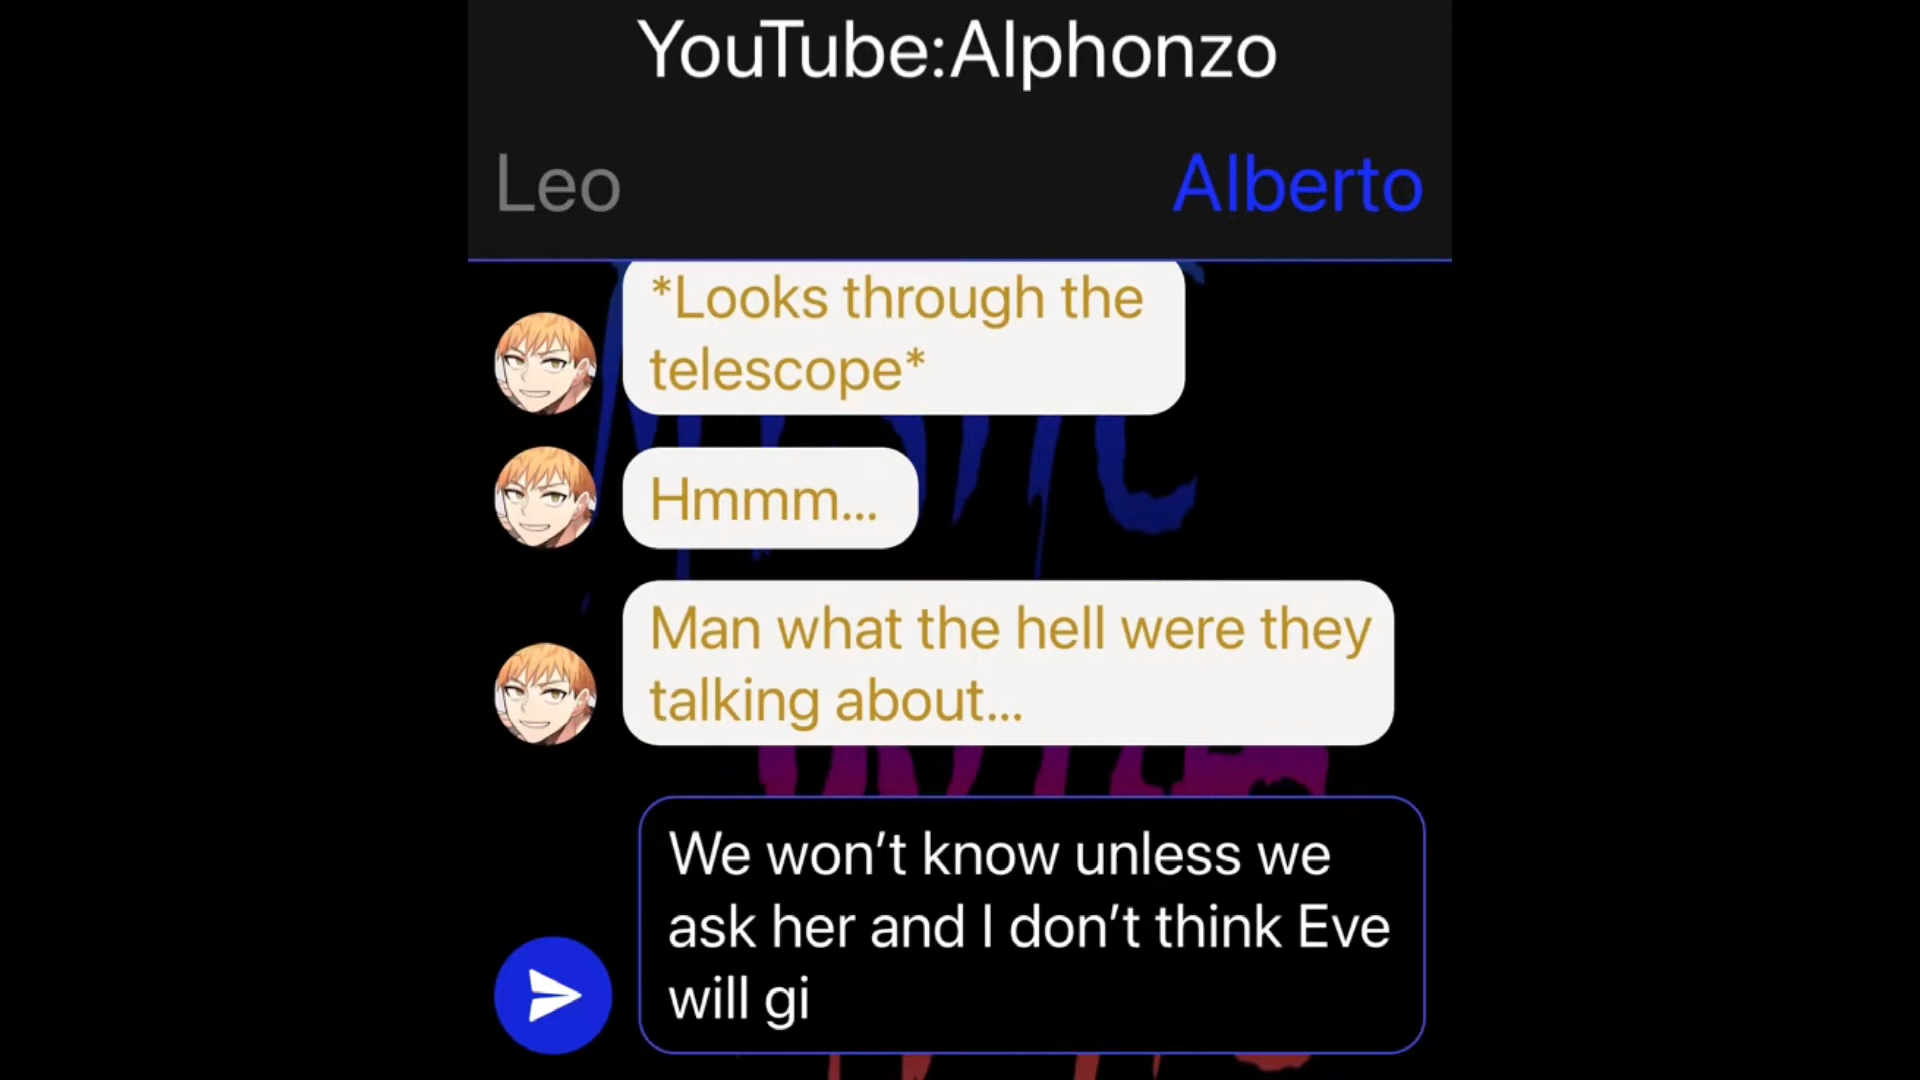 YouTube:Alphonzo
Leo
Alberto
*Looks through the
telescope*
Hmmm...
Man what the hell were they
talking about...
We won’t know unless we
ask her and I don’t think Eve
will gi